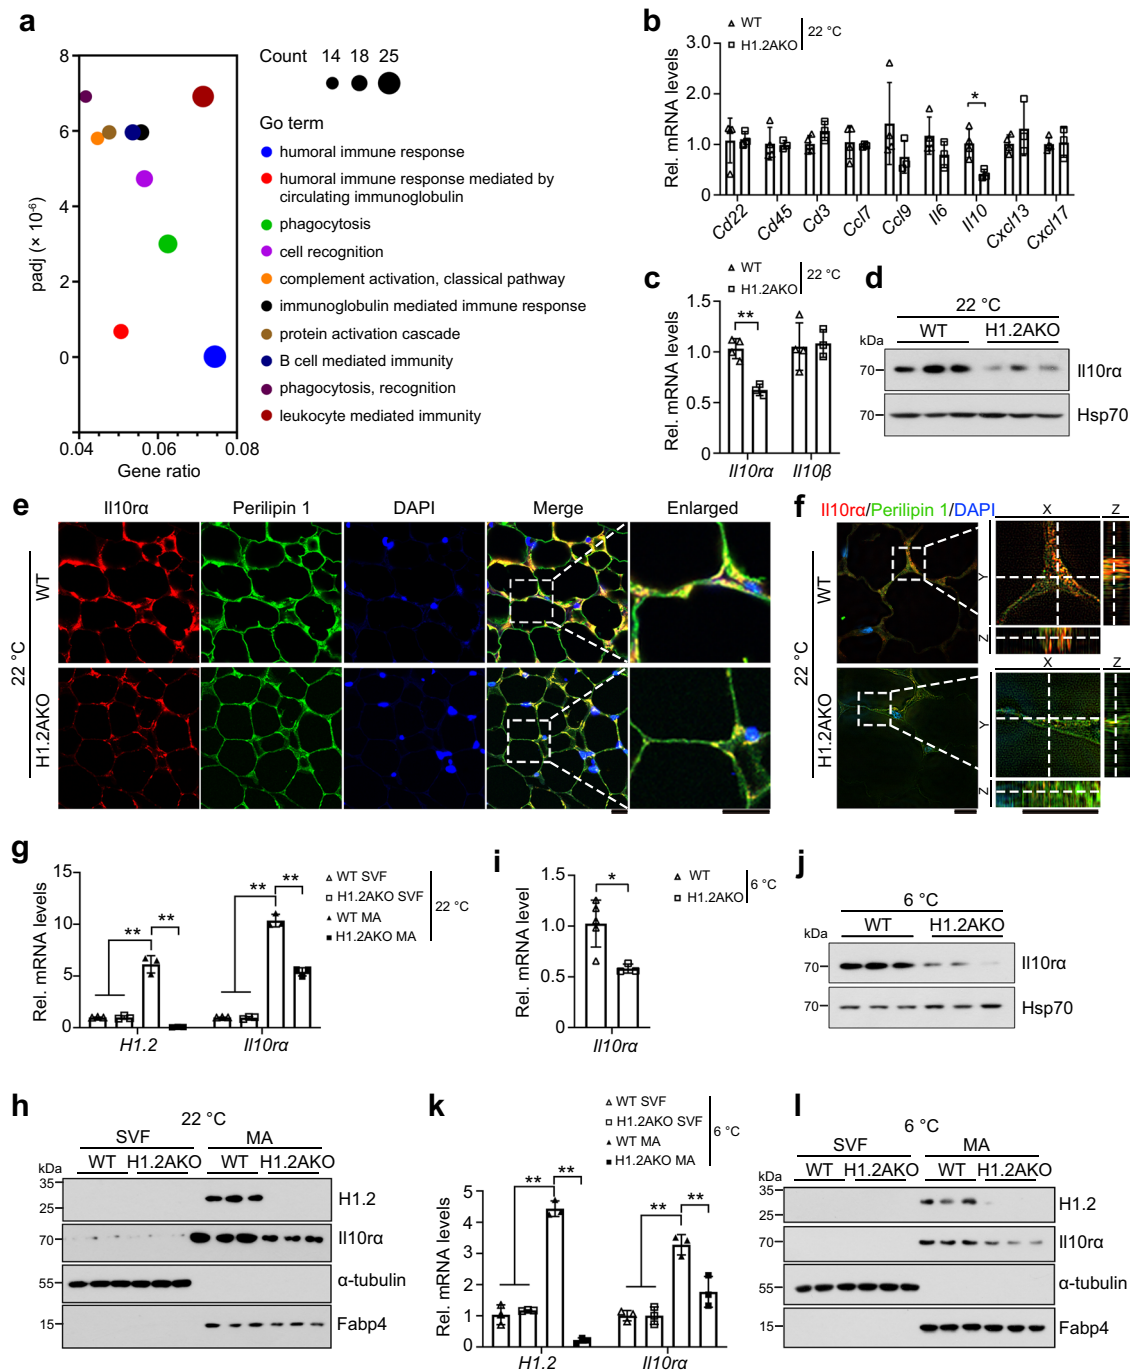 a
8
6
4
2
0
padj (× 10⁻⁶)
0.04
0.06
0.08
Gene ratio
Count
14 18 25
Go term
humoral immune response
humoral immune response mediated by
circulating immunoglobulin
phagocytosis
cell recognition
complement activation, classical pathway
immunoglobulin mediated immune response
protein activation cascade
B cell mediated immunity
phagocytosis, recognition
leukocyte mediated immunity
b
WT
H1.2AKO
22 °C
Rel. mRNA levels
3.0
2.0
1.0
0
*
Cd22
Cd45
Cd3
Ccl7
Ccl9
Il6
Il10
Cxcl13
Cxcl17
c
WT
H1.2AKO
22 °C
Rel. mRNA levels
1.5
1.0
0.5
0
**
Il10rα
Il10β
d
22 °C
WT H1.2AKO
kDa
70
Il10rα
70
Hsp70
e
Il10rα
Perilipin 1
DAPI
Merge
Enlarged
22 °C
WT
H1.2AKO
f
Il10rα/Perilipin 1/DAPI
22 °C
WT
H1.2AKO
X
Z
Y
Z
X
Z
Y
Z
g
Rel. mRNA levels
15
10
5
0
** **
** **
H1.2
Il10rα
WT SVF
H1.2AKO SVF
WT MA
H1.2AKO MA
22 °C
i
WT
H1.2AKO
6 °C
Rel. mRNA level
1.5
1.0
0.5
0
*
Il10rα
j
6 °C
WT H1.2AKO
kDa
70
Il10rα
70
Hsp70
h
22 °C
SVF MA
WT H1.2AKO WT H1.2AKO
kDa
35
25
H1.2
70
Il10rα
55
α-tubulin
15
Fabp4
k
WT SVF
H1.2AKO SVF
WT MA
H1.2AKO MA
6 °C
Rel. mRNA levels
5
4
3
2
1
0
** **
** **
H1.2
Il10rα
l
6 °C
SVF MA
WT H1.2AKO WT H1.2AKO
kDa
35
25
H1.2
70
Il10rα
55
α-tubulin
15
Fabp4